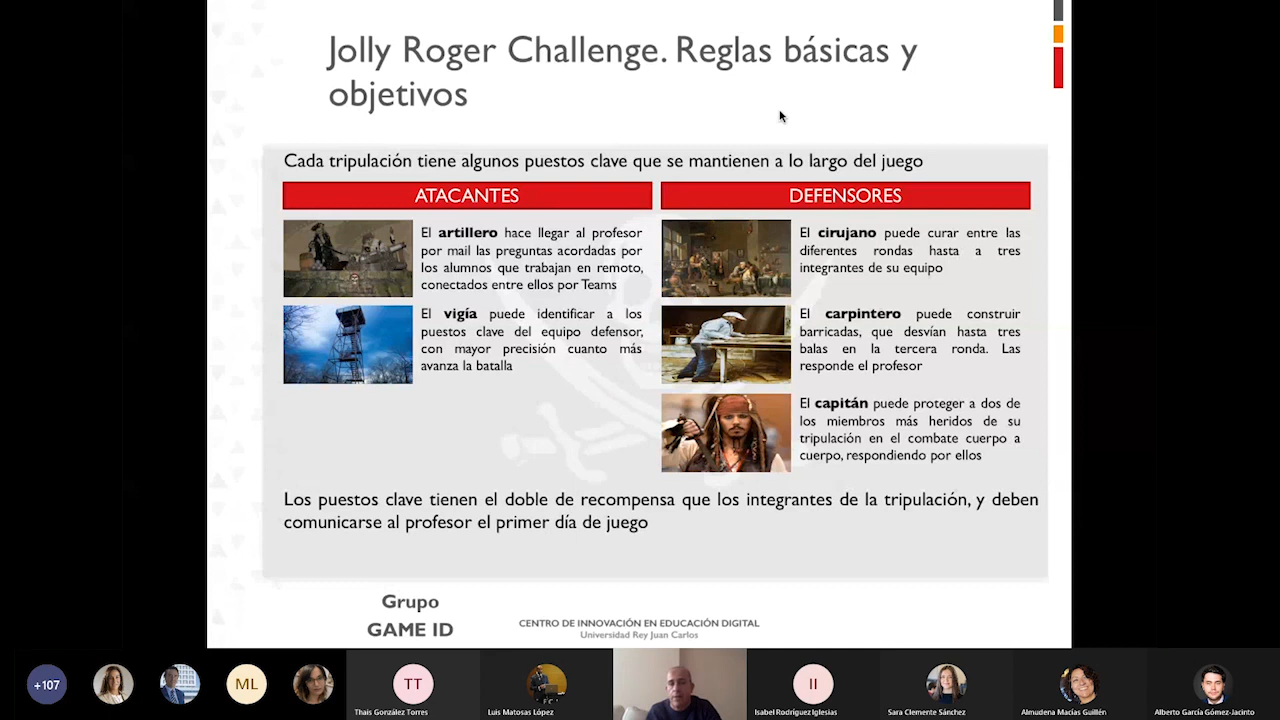 Jolly Roger Challenge. Reglas básicas y
objetivos
Cada tripulación tiene algunos puestos clave que se mantienen a lo largo del juego
ATACANTES
El artillero hace llegar al profesor
por mail las preguntas acordadas por
los alumnos que trabajan en remoto,
conectados entre ellos por Teams
El vigía puede identificar a los
puestos clave del equipo defensor,
con mayor precisión cuanto más
avanza la batalla
DEFENSORES
El cirujano puede curar entre las
diferentes rondas hasta a tres
integrantes de su equipo
El carpintero puede construir
barricadas, que desvían hasta tres
balas en la tercera ronda. Las
responde el profesor
El capitán puede proteger a dos de
los miembros más heridos de su
tripulación en el combate cuerpo a
cuerpo, respondiendo por ellos
Los puestos clave tienen el doble de recompensa que los integrantes de la tripulación, y deben
comunicarse al profesor el primer día de juego
Grupo
GAME ID
CENTRO DE INNOVACIÓN EN EDUCACIÓN DIGITAL
Universidad Rey Juan Carlos
+107
ML
TT
Thais González Torres
Luis Matosas López
II
Isabel Rodríguez Iglesias
Sara Clemente Sánchez
Almudena Macías Guillén
Alberto García Gómez-Jacinto